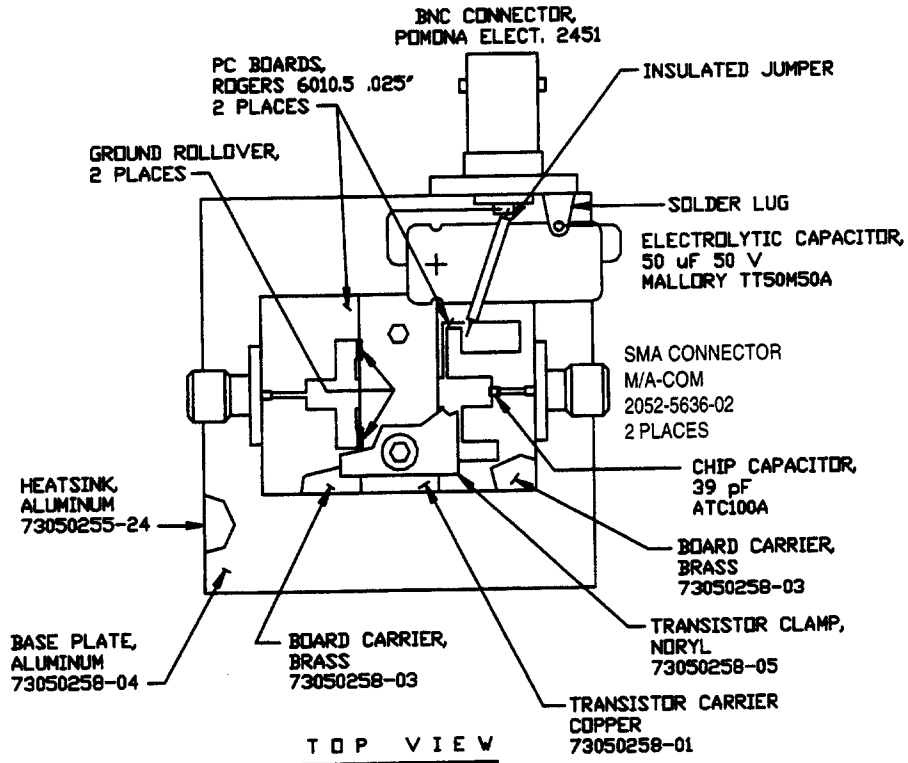 BNC CONNECTOR,
POMONA ELECT. 2451
PC BOARDS,
ROGERS 6010.5 .025"
2 PLACES
INSULATED JUMPER
GROUND ROLLOVER,
2 PLACES
SOLDER LUG
ELECTROLYTIC CAPACITOR,
50 uF 50 V
MALLORY TT50M50A
SMA CONNECTOR
M/A-COM
2052-5636-02
2 PLACES
CHIP CAPACITOR,
39 pF
ATC100A
HEATSINK,
ALUMINUM
73050255-24
BOARD CARRIER,
BRASS
73050258-03
TRANSISTOR CLAMP,
NORYL
73050258-05
BASE PLATE,
ALUMINUM
73050258-04
BOARD CARRIER,
BRASS
73050258-03
TRANSISTOR CARRIER
COPPER
73050258-01
TOP VIEW